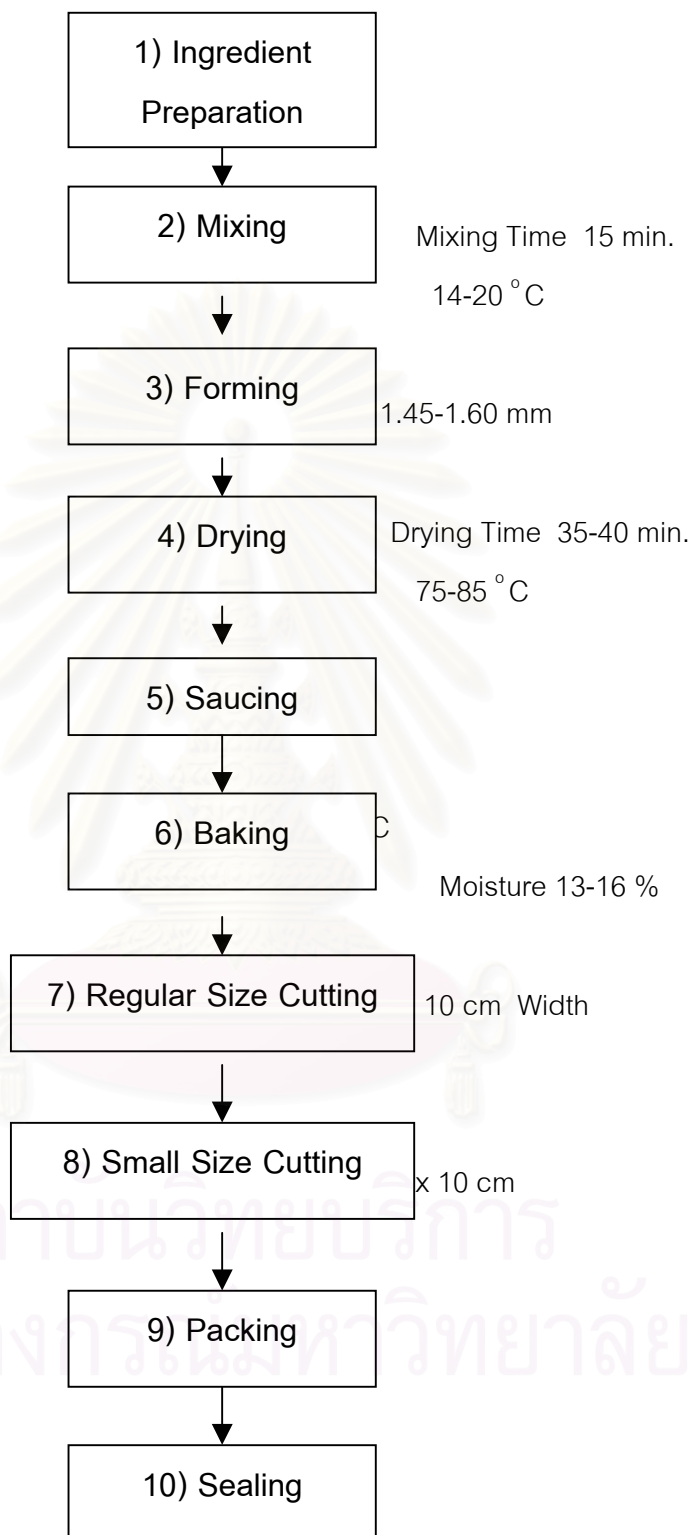 1) Ingredient
Preparation
2) Mixing
Mixing Time 15 min.
14-20 °C
3) Forming
1.45-1.60 mm
4) Drying
Drying Time 35-40 min.
75-85 °C
5) Saucing
6) Baking
C
Moisture 13-16 %
7) Regular Size Cutting
10 cm Width
8) Small Size Cutting
x 10 cm
9) Packing
10) Sealing